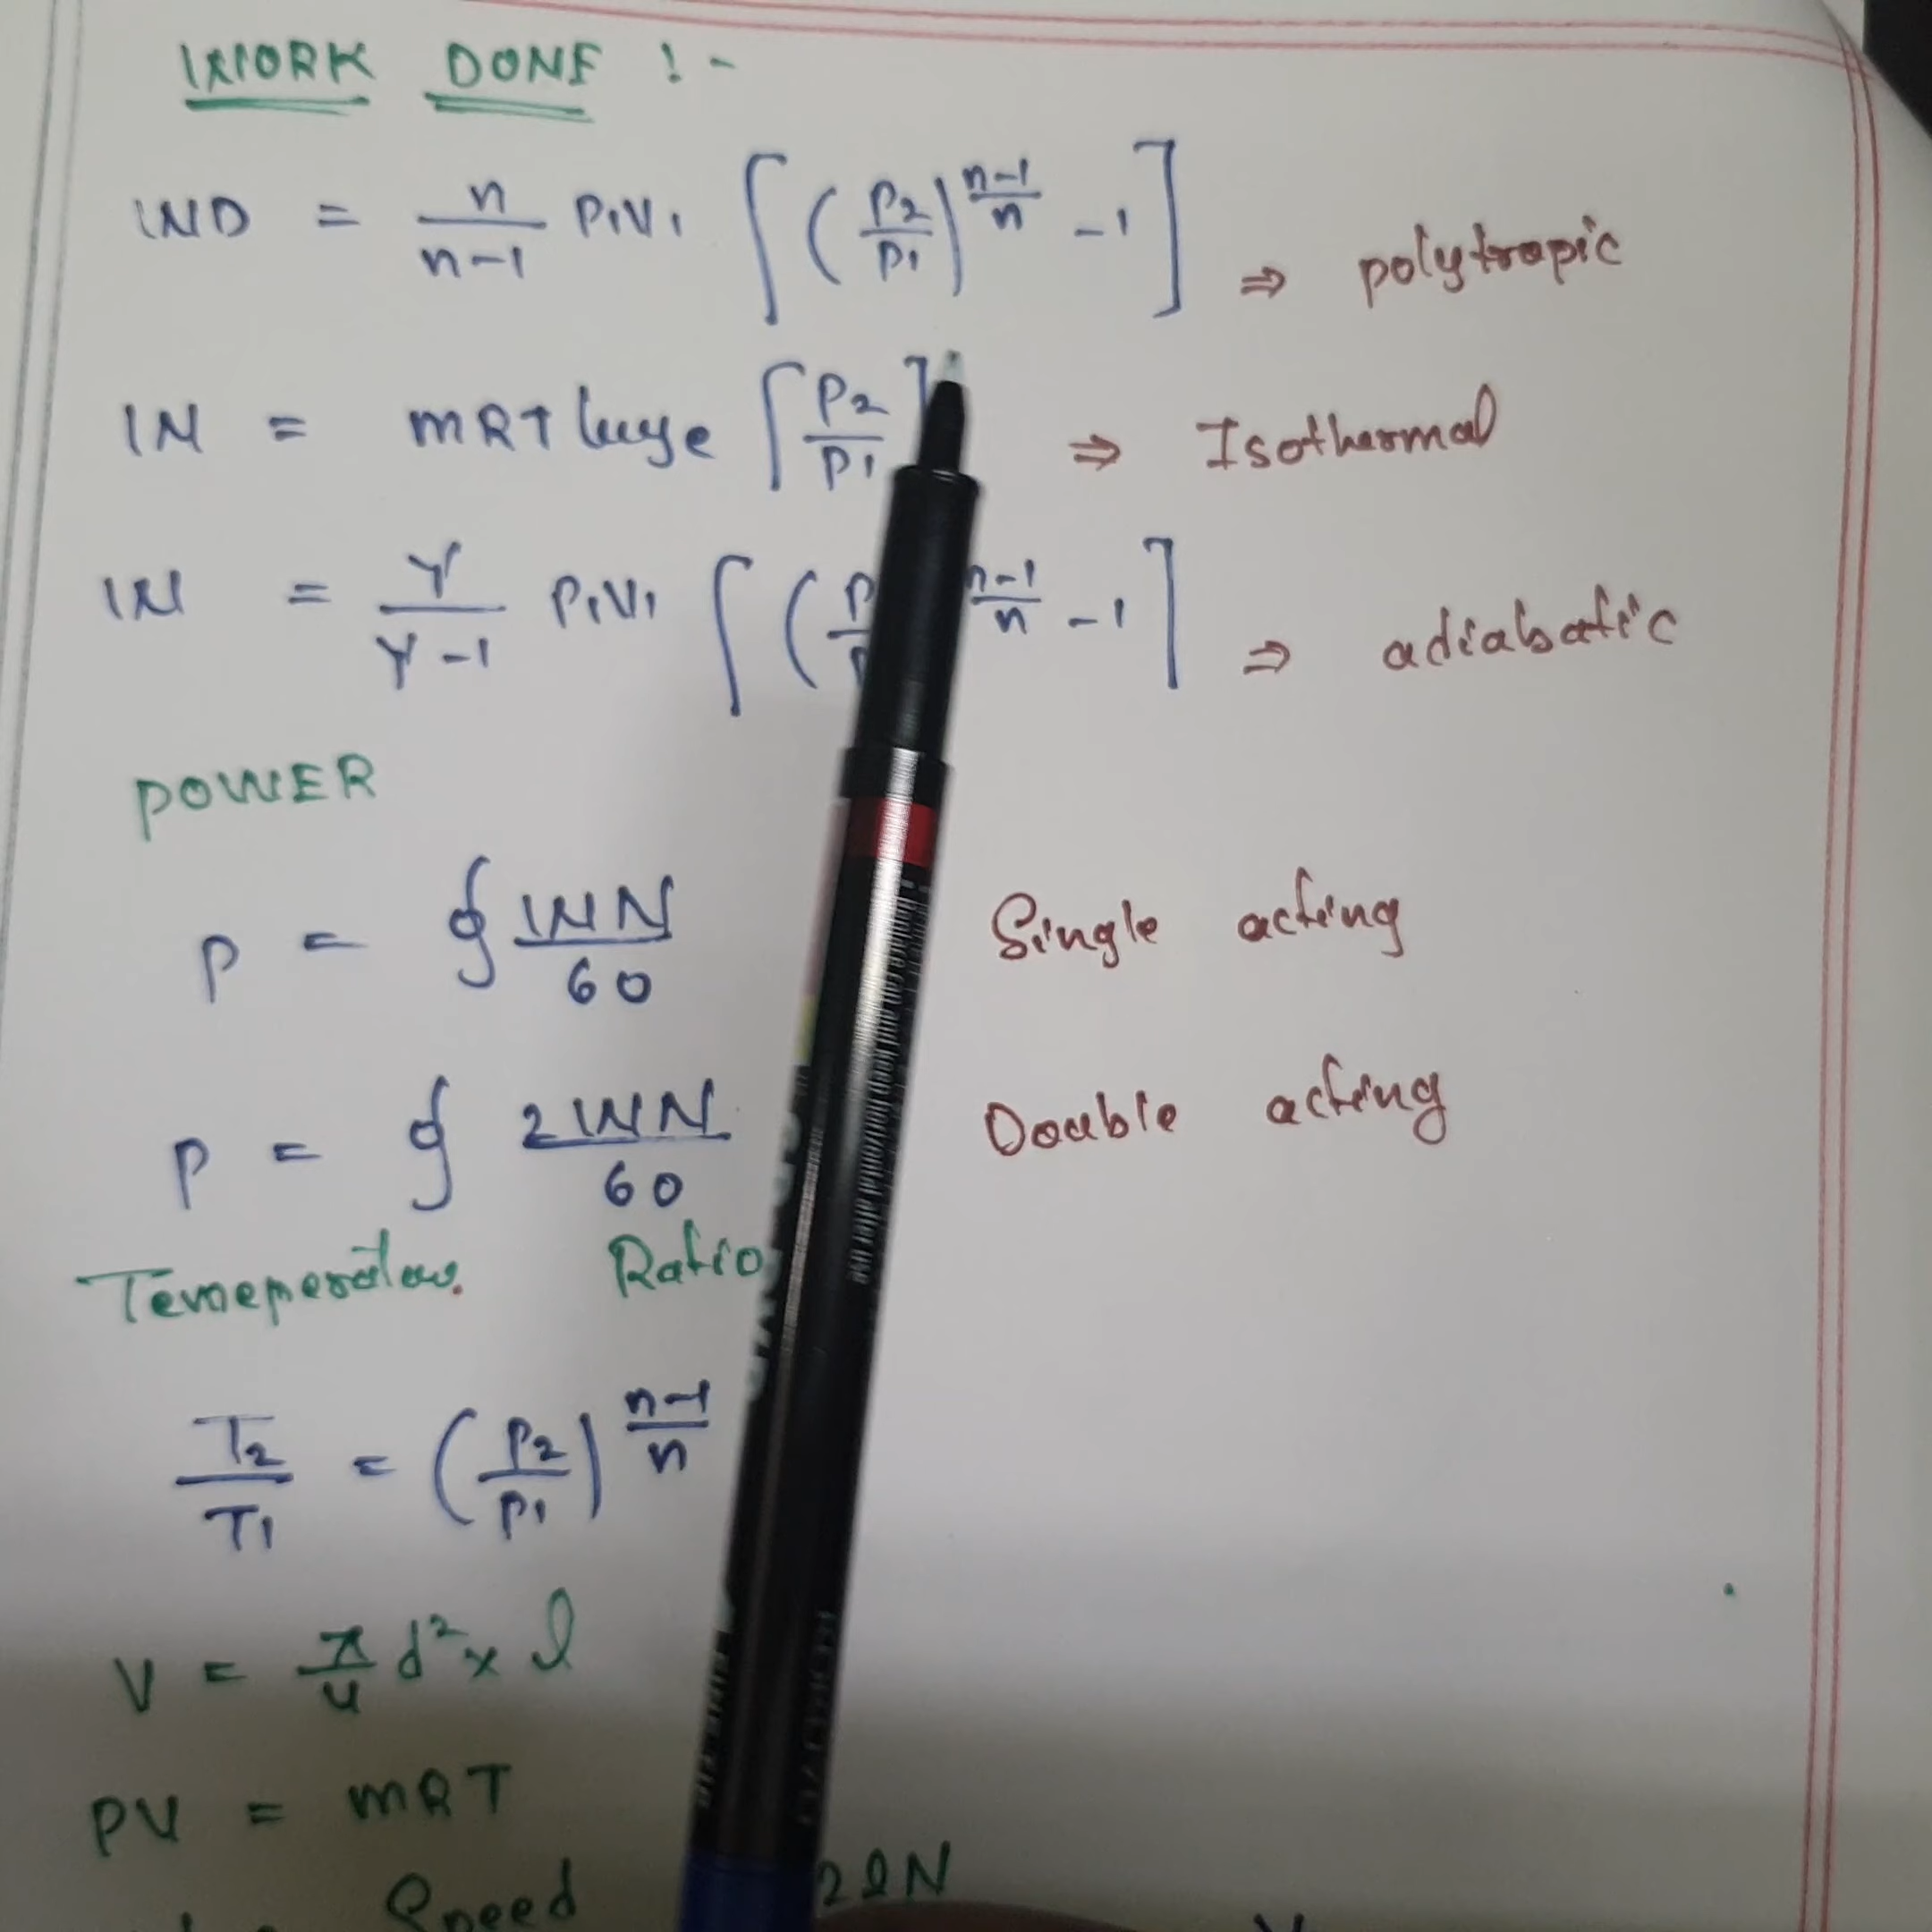 WORK DONE :-
WD = n/n-1 P1V1 [(P2/P1)^n-1/n -1] ⇒ polytropic
W = mRT loge [P2/P1] ⇒ Isothermal
W = γ/γ-1 P1V1 [(P n-1/n -1] ⇒ adiabatic
POWER
P = ∮ WN/60 Single acting
P = ∮ 2WN/60 Double acting
Ratio
T2/T1 = (P2/P1)^n-1/n
V = π/4 d² x l
PV = mRT
Speed 2lN